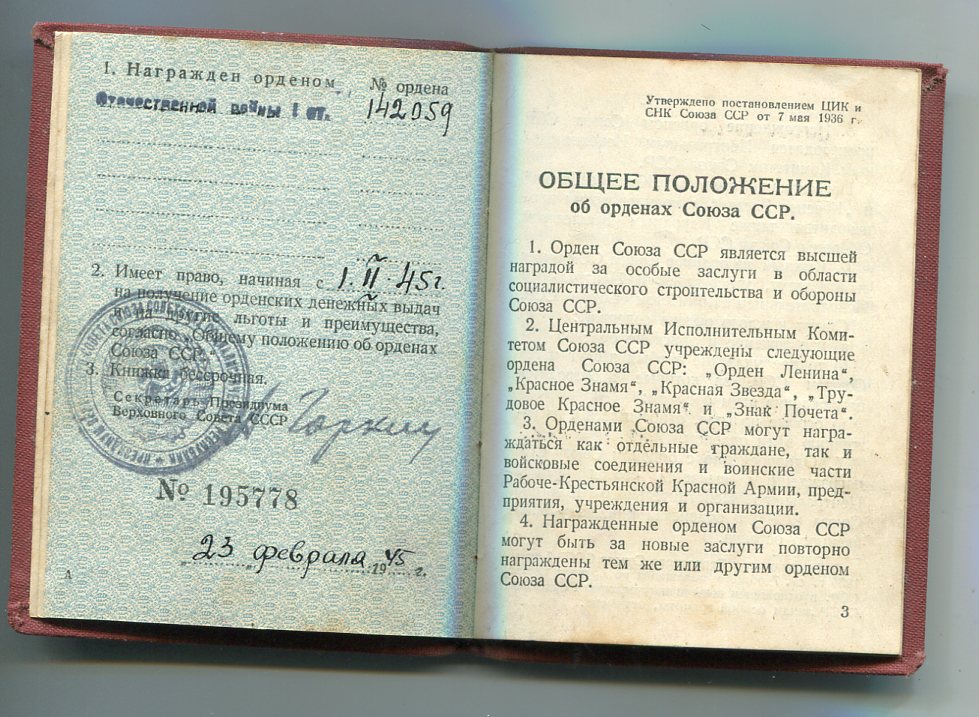 1. Награжден орденом
№ ордена
Отечественной войны I ст.
142059
2. Имеет право, начиная с 1.II.45г.
на получение орденских денежных выдач
и на другие льготы и преимущества,
согласно „Общему положению об орденах
Союза ССР."
3. Книжка бессрочная.
Секретарь Президиума
Верховного Совета СССР
Горкин
№ 195778
„23" февраля 1945 г.
А
Утверждено постановлением ЦИК и
СНК Союза ССР от 7 мая 1936 г.
ОБЩЕЕ ПОЛОЖЕНИЕ
об орденах Союза ССР.
1. Орден Союза ССР является высшей
наградой за особые заслуги в области
социалистического строительства и обороны
Союза ССР.
2. Центральным Исполнительным Коми-
тетом Союза ССР учреждены следующие
ордена Союза ССР: „Орден Ленина“,
„Красное Знамя“, „Красная Звезда“, „Тру-
довое Красное Знамя“ и „Знак Почета“.
3. Орденами Союза ССР могут награ-
ждаться как отдельные граждане, так и
войсковые соединения и воинские части
Рабоче-Крестьянской Красной Армии, пред-
приятия, учреждения и организации.
4. Награжденные орденом Союза ССР
могут быть за новые заслуги повторно
награждены тем же или другим орденом
Союза ССР.
3